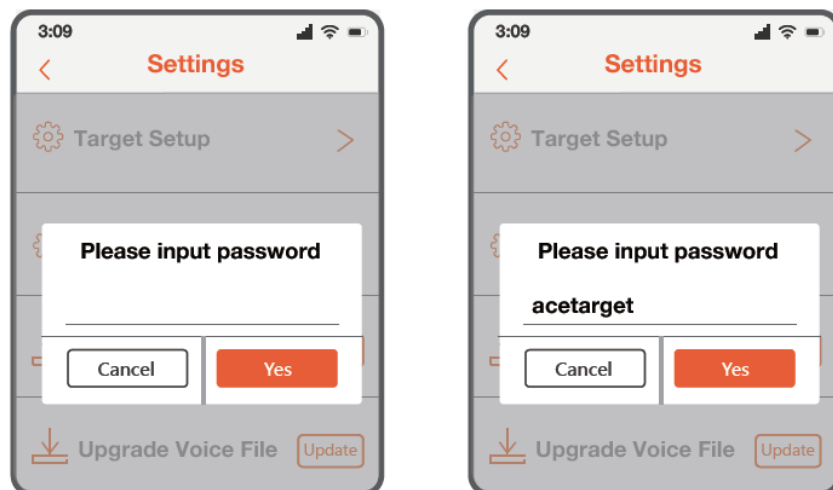 3:09
Settings
Target Setup
Please input password
Cancel
Yes
Upgrade Voice File
Update
3:09
Settings
Target Setup
Please input password
acetarget
Cancel
Yes
Upgrade Voice File
Update